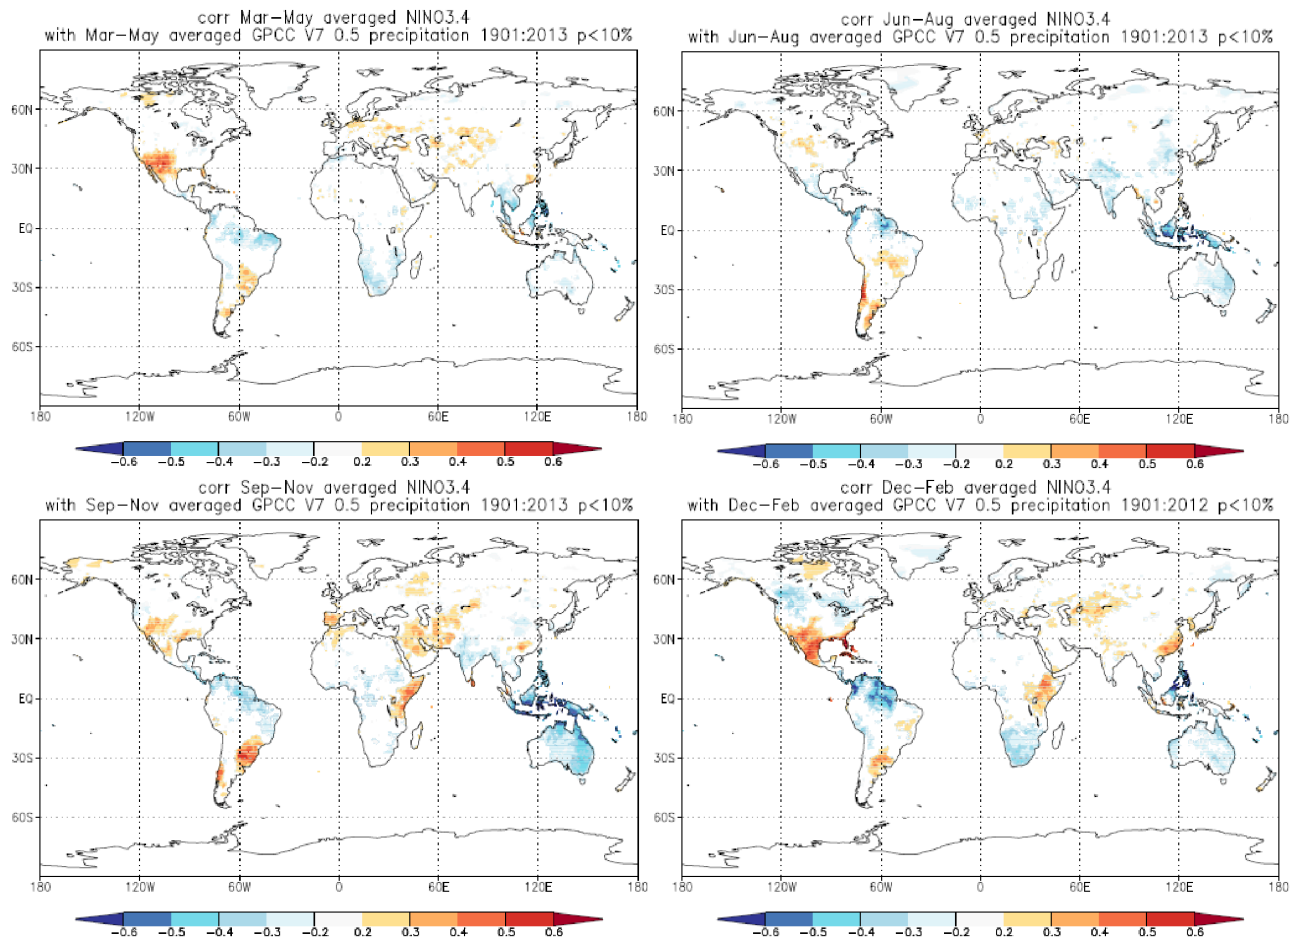 corr Mar-May averaged NINO3.4
with Mar-May averaged GPCC V7 0.5 precipitation 1901:2013 p<10%
60N
30N
EQ
30S
60S
180 120W 60W 0 60E 120E 180
-0.6 -0.5 -0.4 -0.3 -0.2 0.2 0.3 0.4 0.5 0.6
corr Jun-Aug averaged NINO3.4
with Jun-Aug averaged GPCC V7 0.5 precipitation 1901:2013 p<10%
60N
30N
EQ
30S
60S
180 120W 60W 0 60E 120E 180
-0.6 -0.5 -0.4 -0.3 -0.2 0.2 0.3 0.4 0.5 0.6
corr Sep-Nov averaged NINO3.4
with Sep-Nov averaged GPCC V7 0.5 precipitation 1901:2013 p<10%
60N
30N
EQ
30S
60S
180 120W 60W 0 60E 120E 180
-0.6 -0.5 -0.4 -0.3 -0.2 0.2 0.3 0.4 0.5 0.6
corr Dec-Feb averaged NINO3.4
with Dec-Feb averaged GPCC V7 0.5 precipitation 1901:2012 p<10%
60N
30N
EQ
30S
60S
180 120W 60W 0 60E 120E 180
-0.6 -0.5 -0.4 -0.3 -0.2 0.2 0.3 0.4 0.5 0.6